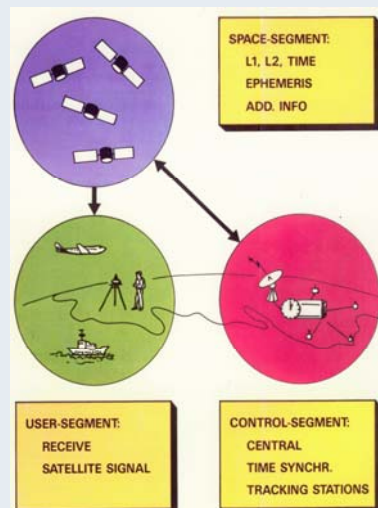 SPACE-SEGMENT:
L1, L2, TIME
EPHEMERIS
ADD. INFO
USER-SEGMENT:
RECEIVE
SATELLITE SIGNAL
CONTROL-SEGMENT:
CENTRAL
TIME SYNCHR.
TRACKING STATIONS